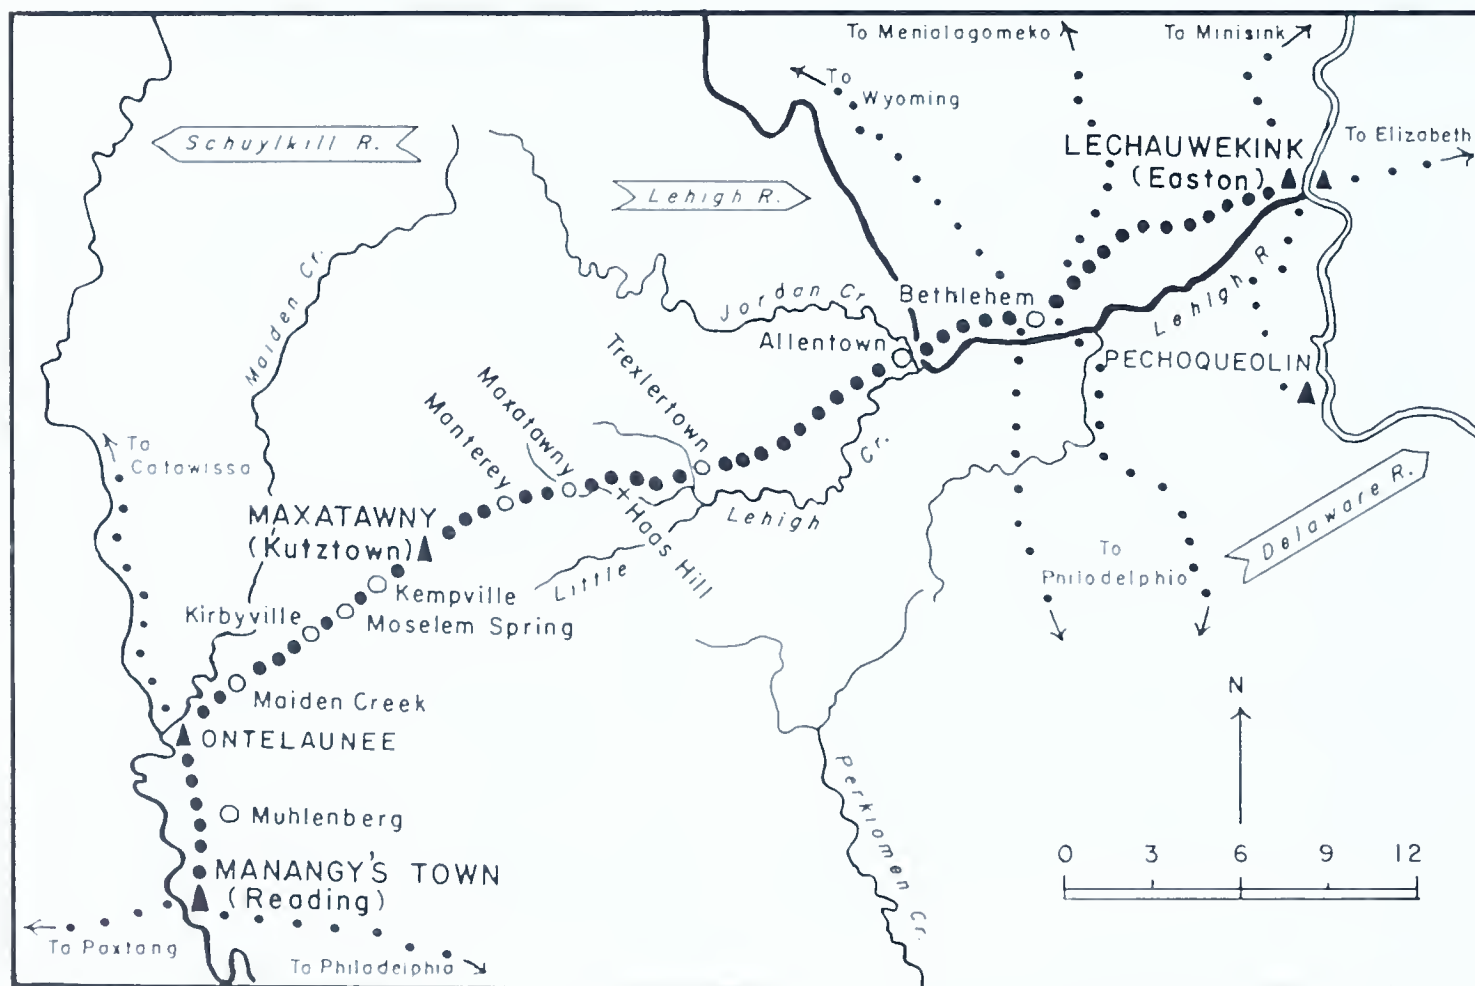 To Menialagomeko
To Minisink
To
Wyoming
Schuylkill R.
LECHAUWEKINK
(Easton)
To Elizabeth
Lehigh R.
Maiden Cr.
Jordan Cr.
Bethlehem
Lehigh R
Allentown
PECHOQUEOLIN
Trexlertown
Maxatawny
Manterey
To
Catawissa
Cr.
Lehigh
Little
Haas Hill
Delaware R.
MAXATAWNY
(Kutztown)
To
Philadelphia
Kempville
Kirbyville
Moselem Spring
Maiden Creek
N
ONTELAUNEE
Perkiomen Cr.
Muhlenberg
0 3 6 9 12
MANANGY'S TOWN
(Reading)
To Paxtang
To Philadelphia